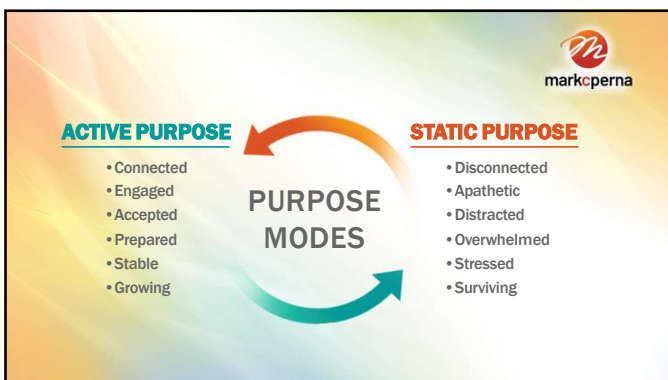 markcperna
ACTIVE PURPOSE
•Connected
•Engaged
•Accepted
•Prepared
•Stable
•Growing
PURPOSE
MODES
STATIC PURPOSE
•Disconnected
•Apathetic
•Distracted
•Overwhelmed
•Stressed
•Surviving